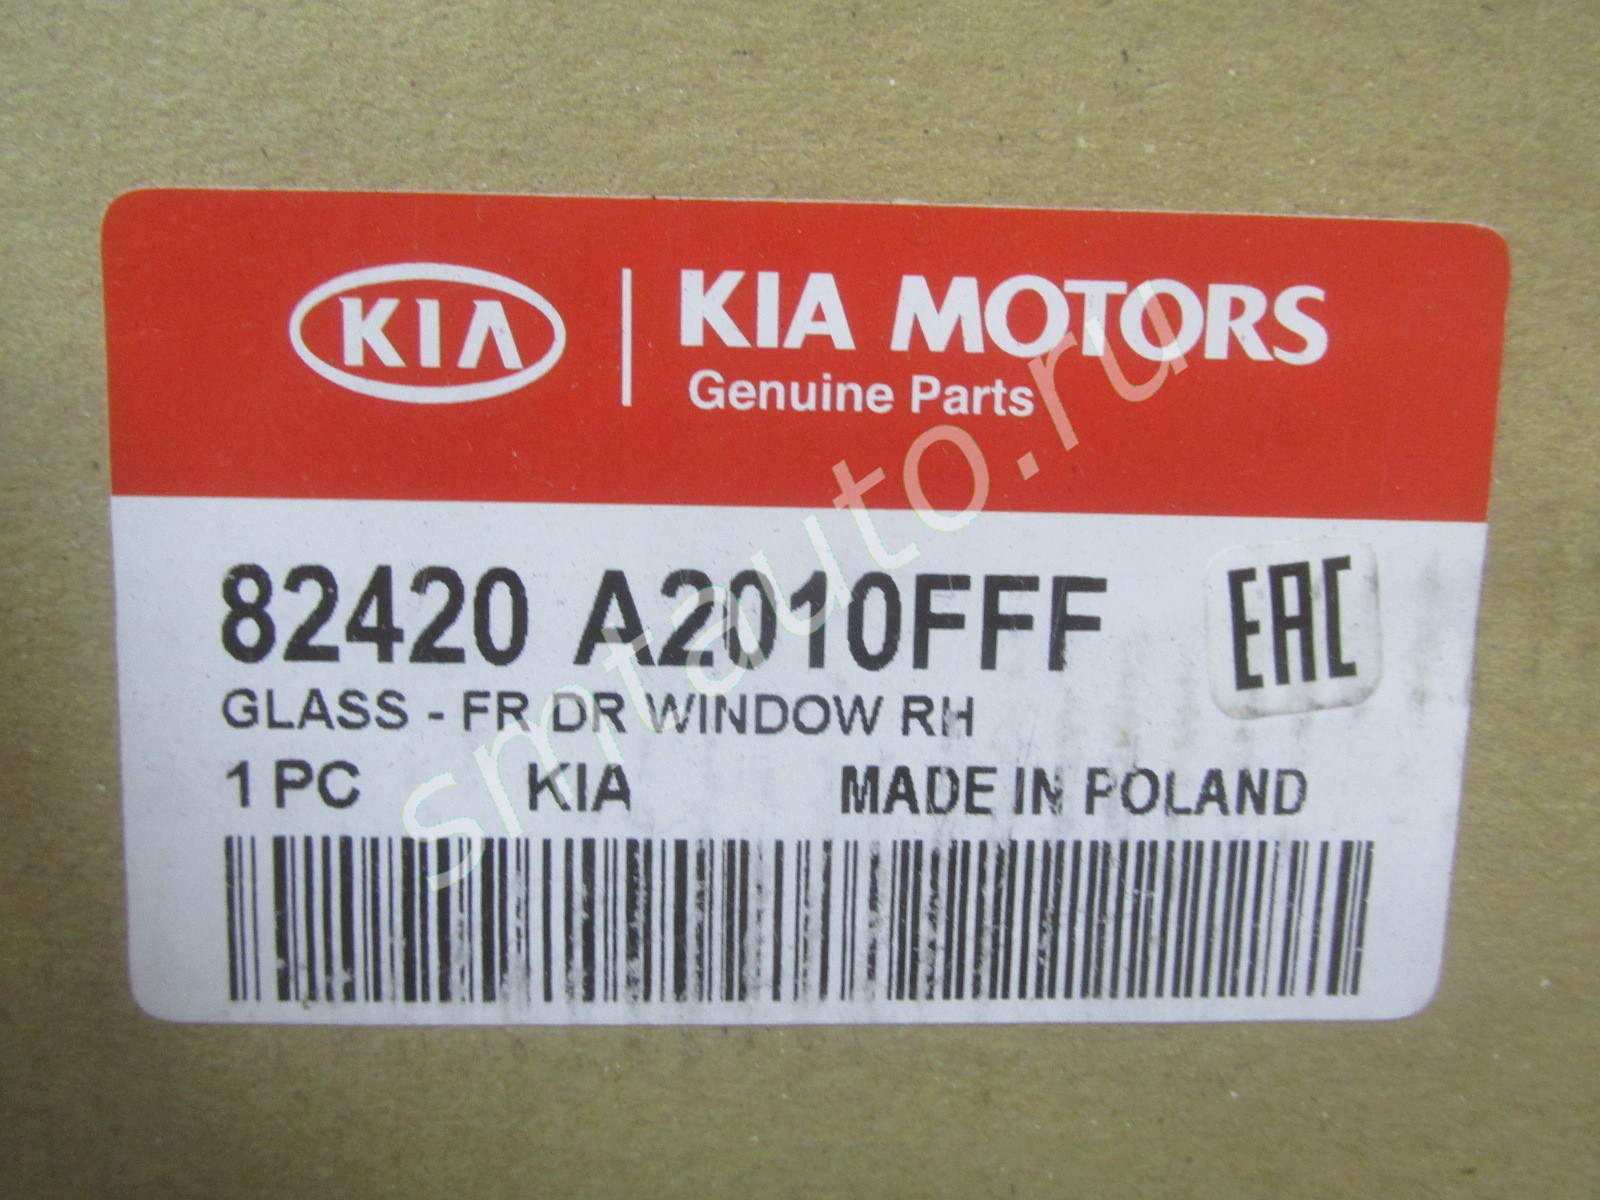 KIA
KIA MOTORS
Genuine Parts
82420 A2010FFF
EAC
GLASS - FR DR WINDOW RH
1 PC KIA MADE IN POLAND
smtauto.ru